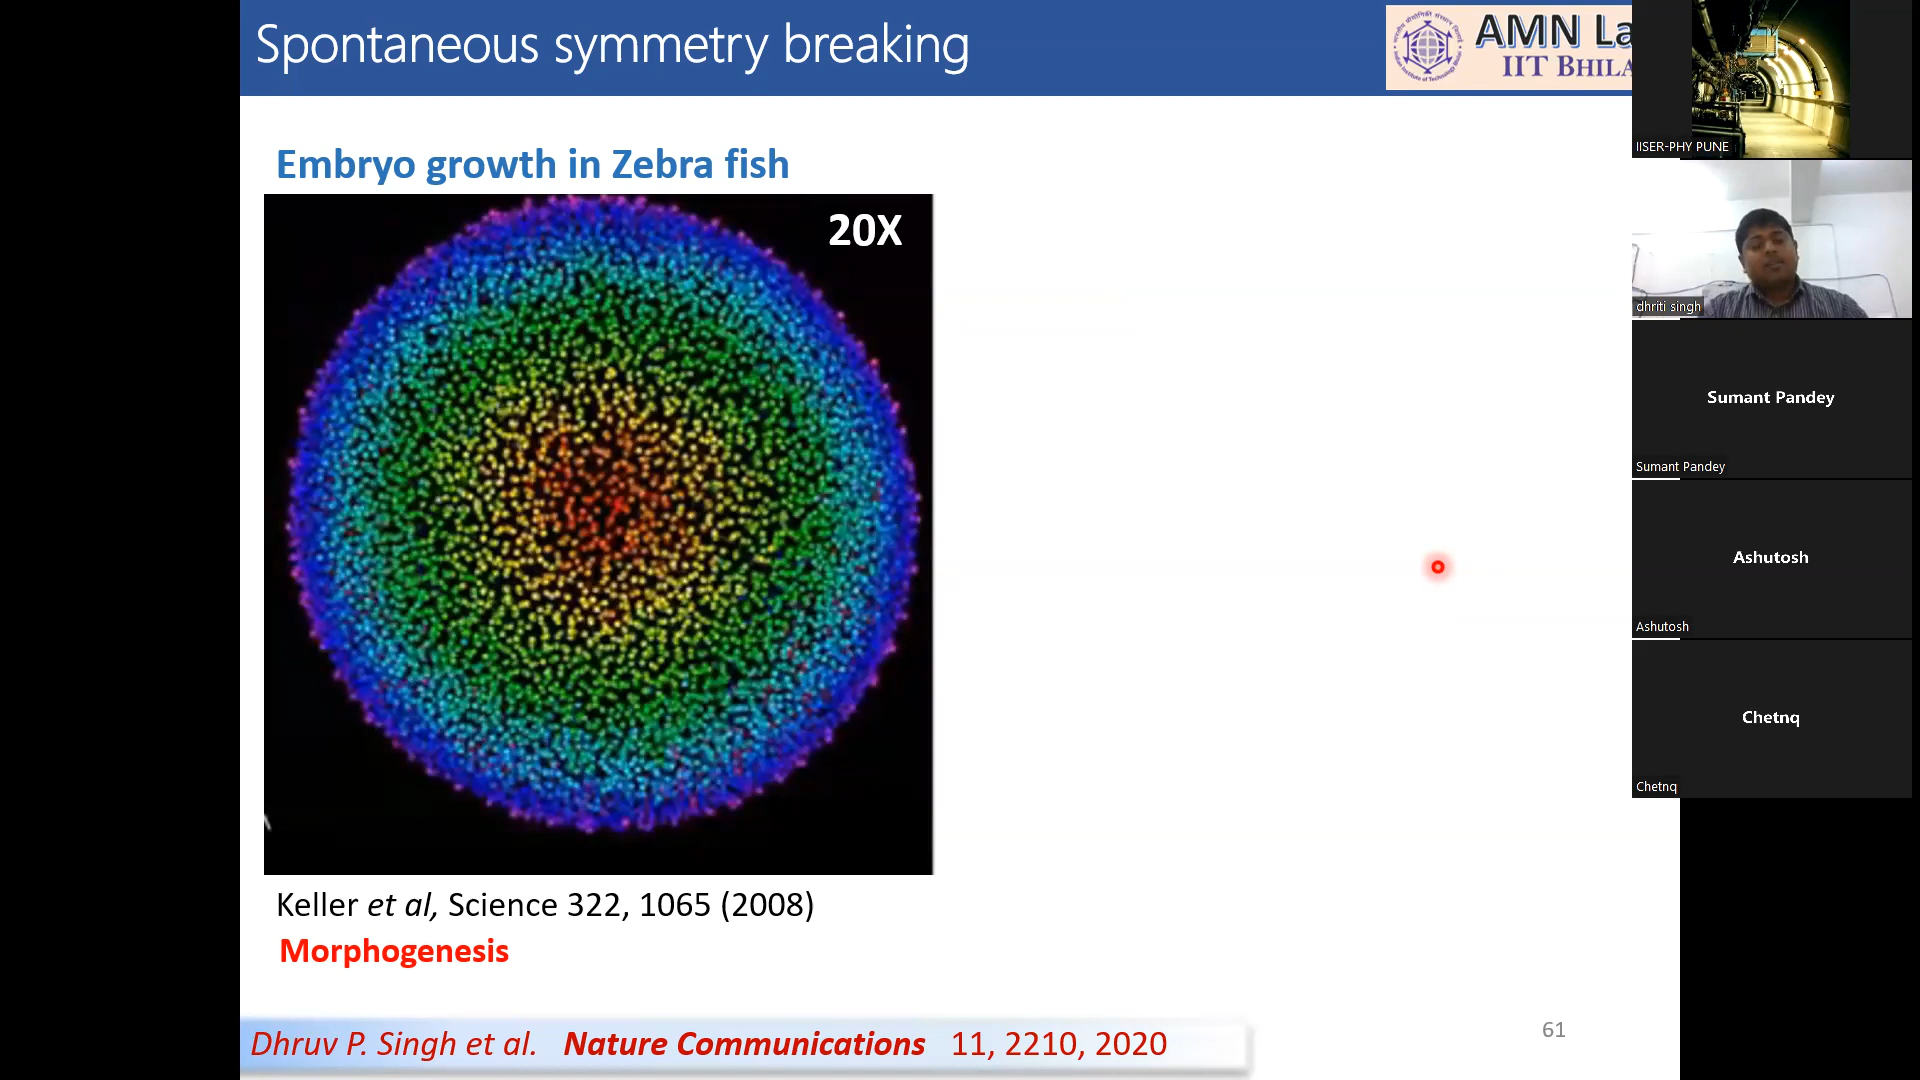 Spontaneous symmetry breaking
AMN La
IIT BHILA
Embryo growth in Zebra fish
20X
Keller et al, Science 322, 1065 (2008)
Morphogenesis
Dhruv P. Singh et al. Nature Communications 11, 2210, 2020
61
IISER-PHY PUNE
dhriti singh
Sumant Pandey
Sumant Pandey
Ashutosh
Ashutosh
Chetnq
Chetnq